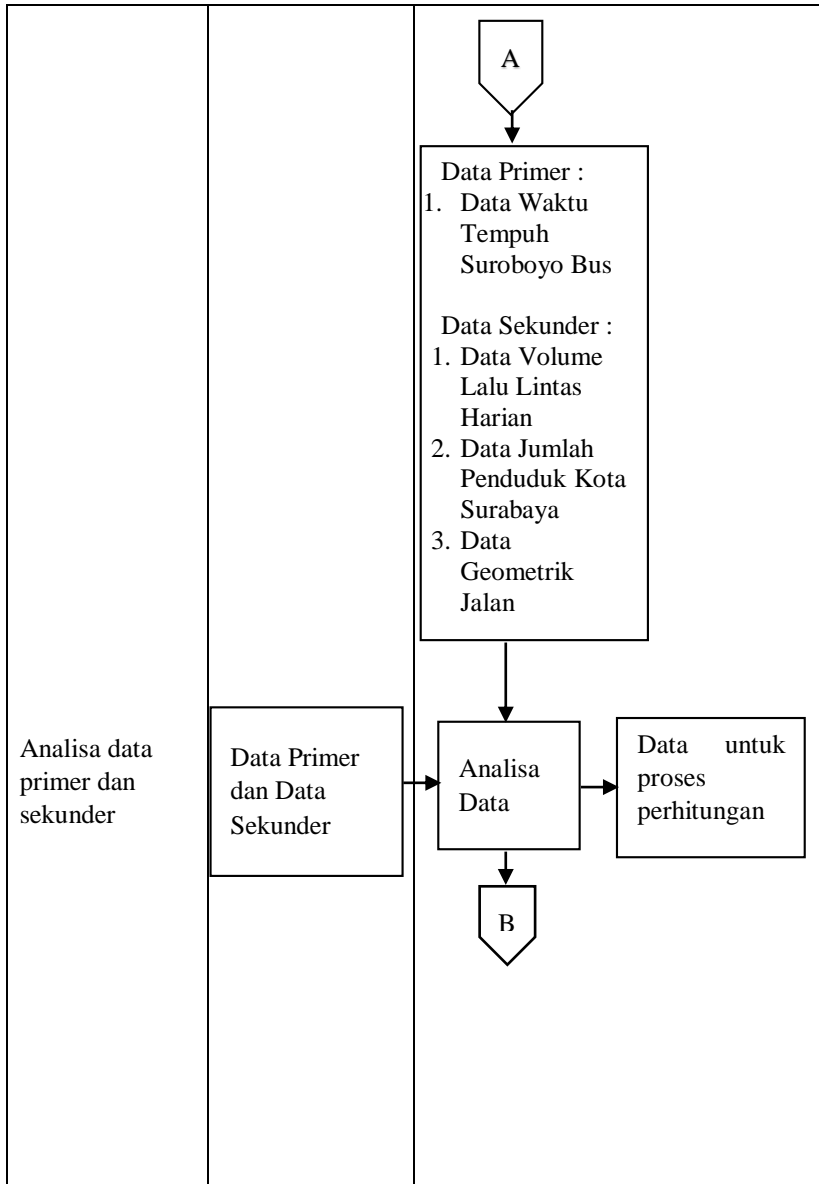 A
Data Primer :
1. Data Waktu
Tempuh
Suroboyo Bus
Data Sekunder :
1. Data Volume
Lalu Lintas
Harian
2. Data Jumlah
Penduduk Kota
Surabaya
3. Data
Geometrik
Jalan
Analisa data
primer dan
sekunder
Data Primer
dan Data
Sekunder
Analisa
Data
Data untuk
proses
perhitungan
B